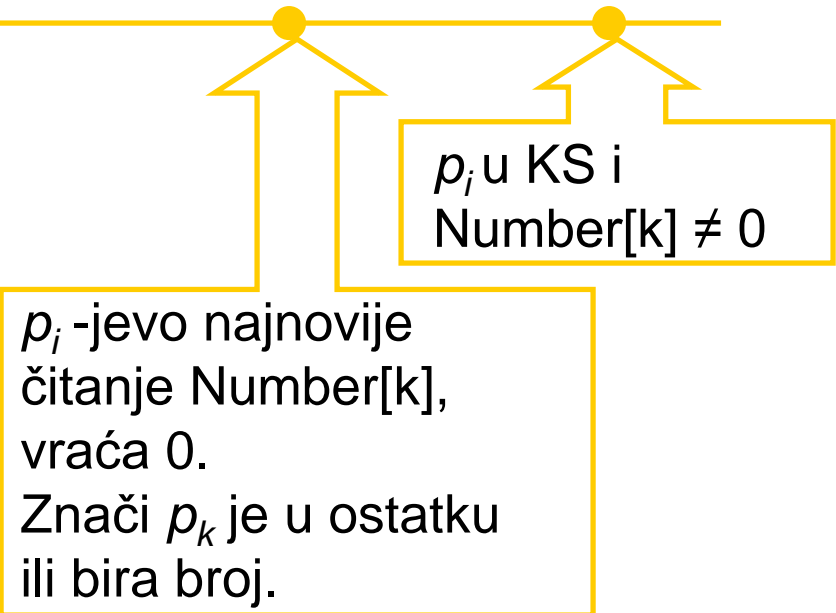 pᵢ u KS i
Number[k] ≠ 0
pᵢ -jevo najnovije
čitanje Number[k],
vraća 0.
Znači pₖ je u ostatku
ili bira broj.